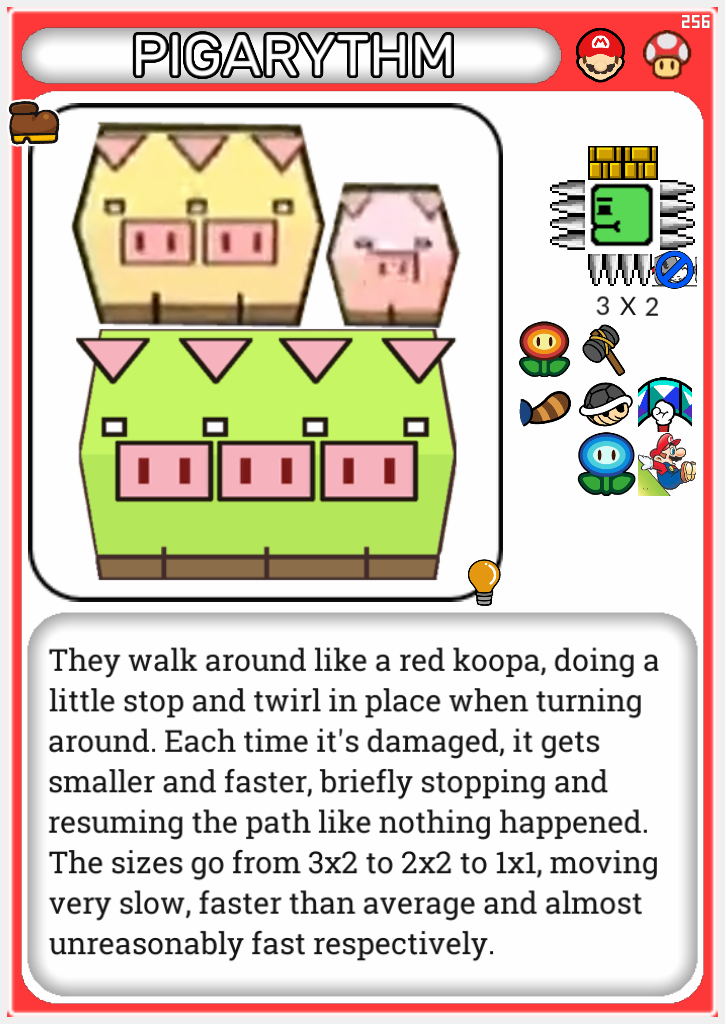 256
PIGARYTHM
M
3 X 2
They walk around like a red koopa, doing a
little stop and twirl in place when turning
around. Each time it's damaged, it gets
smaller and faster, briefly stopping and
resuming the path like nothing happened.
The sizes go from 3x2 to 2x2 to 1x1, moving
very slow, faster than average and almost
unreasonably fast respectively.